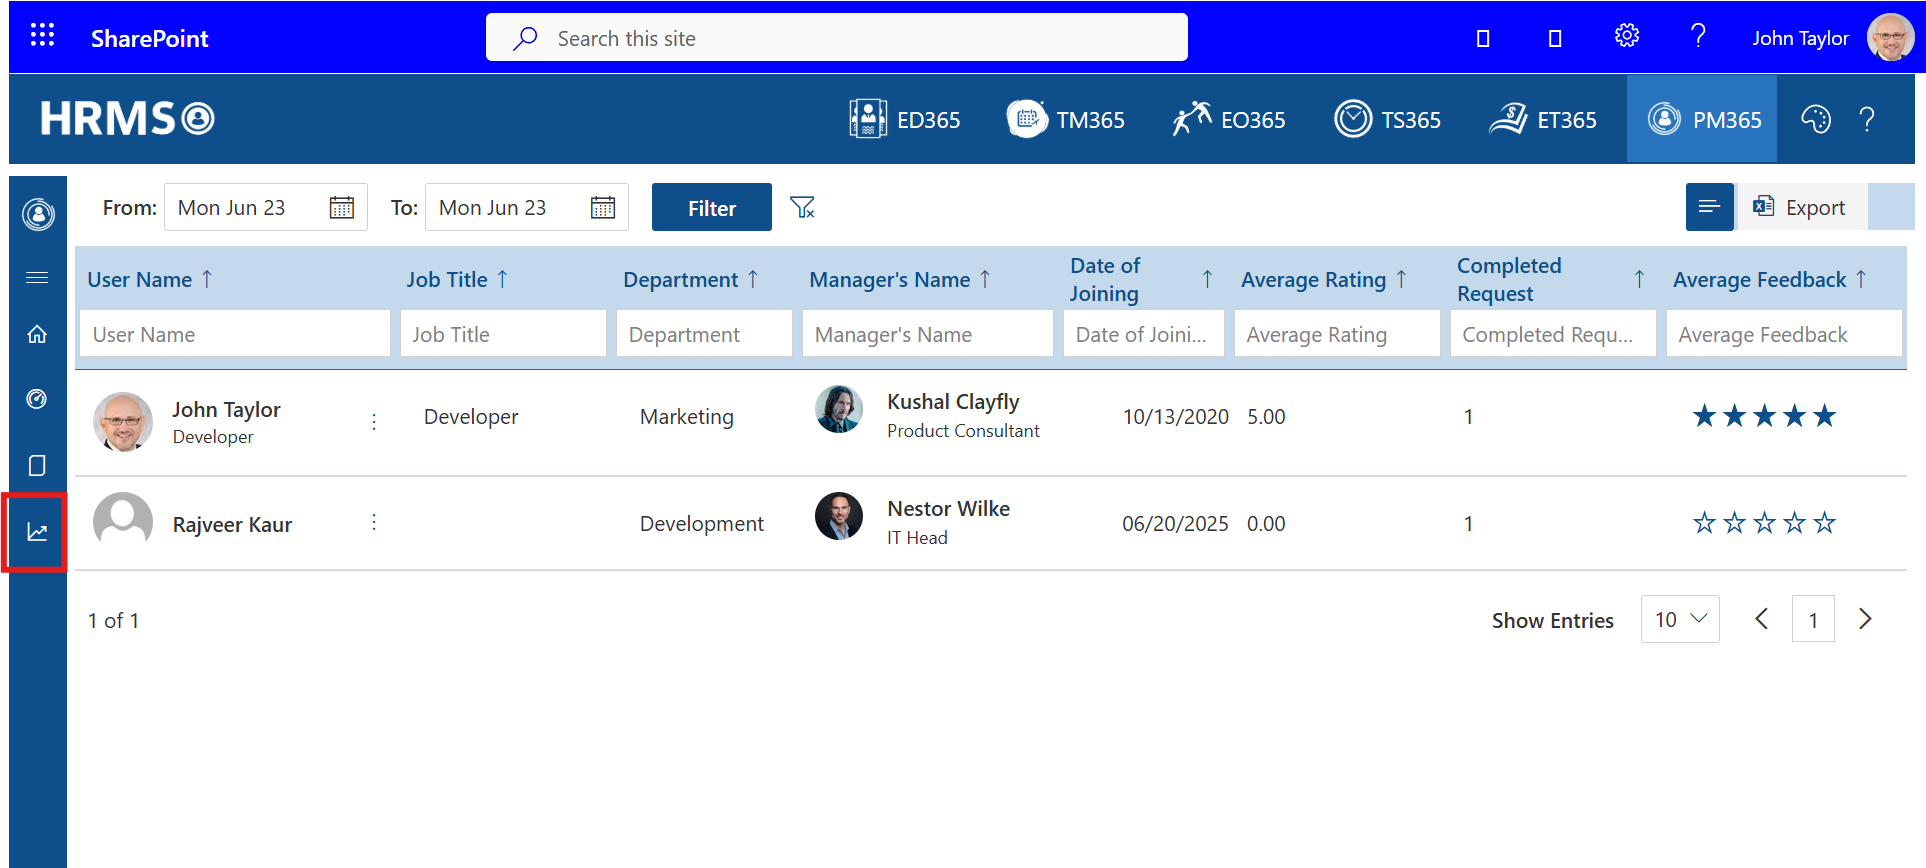 SharePoint
Search this site
John Taylor
HRMS
ED365
TM365
EO365
TS365
ET365
PM365
From:
Mon Jun 23
To:
Mon Jun 23
Filter
Export
User Name ↑
Job Title ↑
Department ↑
Manager's Name ↑
Date of
Joining ↑
Average Rating ↑
Completed
Request ↑
Average Feedback ↑
User Name
Job Title
Department
Manager's Name
Date of Joini...
Average Rating
Completed Requ...
Average Feedback
John Taylor
Developer
Developer
Marketing
Kushal Clayfly
Product Consultant
10/13/2020
5.00
1
Rajveer Kaur
Development
Nestor Wilke
IT Head
06/20/2025
0.00
1
1 of 1
Show Entries
10
1